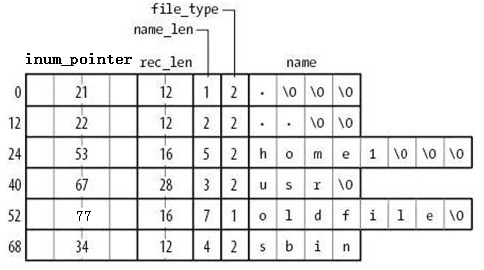 file_type
name_len
inum_pointer rec_len name
0 21 12 1 2 . \0 \0 \0
12 22 12 2 2 . . \0 \0
24 53 16 5 2 h o m e 1 \0 \0 \0
40 67 28 3 2 u s r \0
52 77 16 7 1 o l d f i l e \0
68 34 12 4 2 s b i n